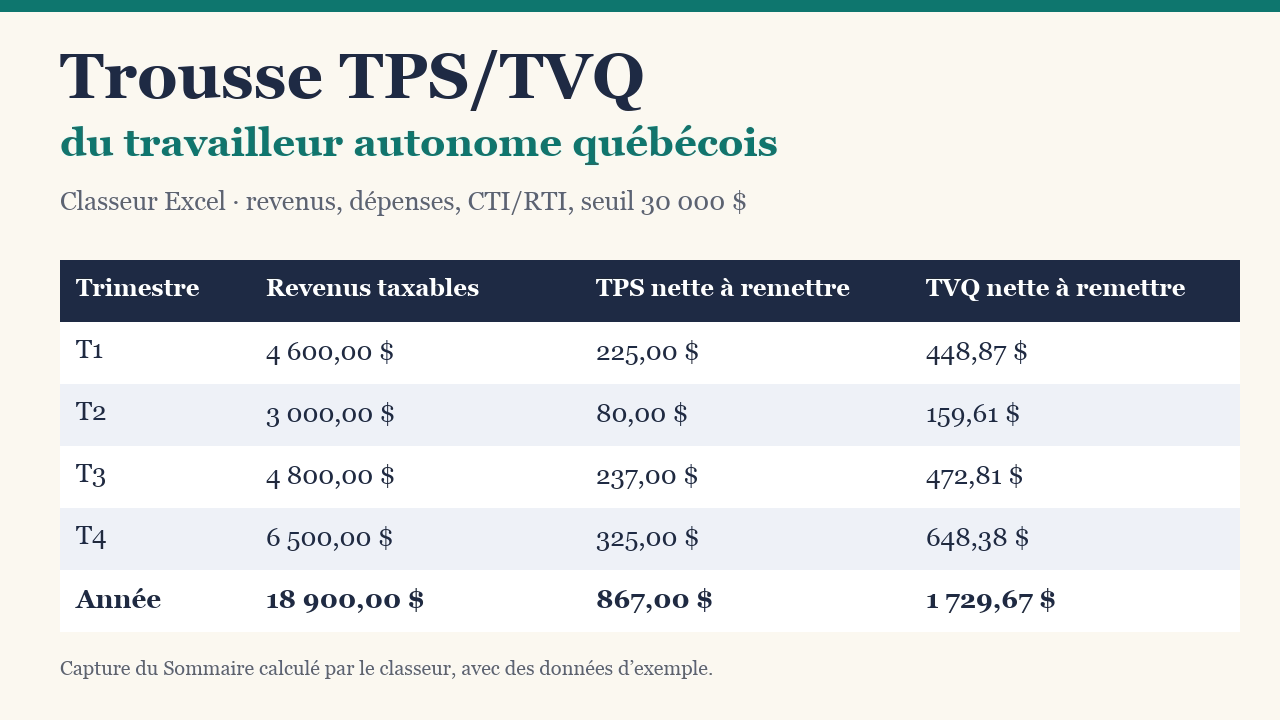 Trousse TPS/TVQ
du travailleur autonome québécois
Classeur Excel · revenus, dépenses, CTI/RTI, seuil 30 000 $
Trimestre Revenus taxables TPS nette à remettre TVQ nette à remettre
T1 4 600,00 $ 225,00 $ 448,87 $
T2 3 000,00 $ 80,00 $ 159,61 $
T3 4 800,00 $ 237,00 $ 472,81 $
T4 6 500,00 $ 325,00 $ 648,38 $
Année 18 900,00 $ 867,00 $ 1 729,67 $
Capture du Sommaire calculé par le classeur, avec des données d’exemple.